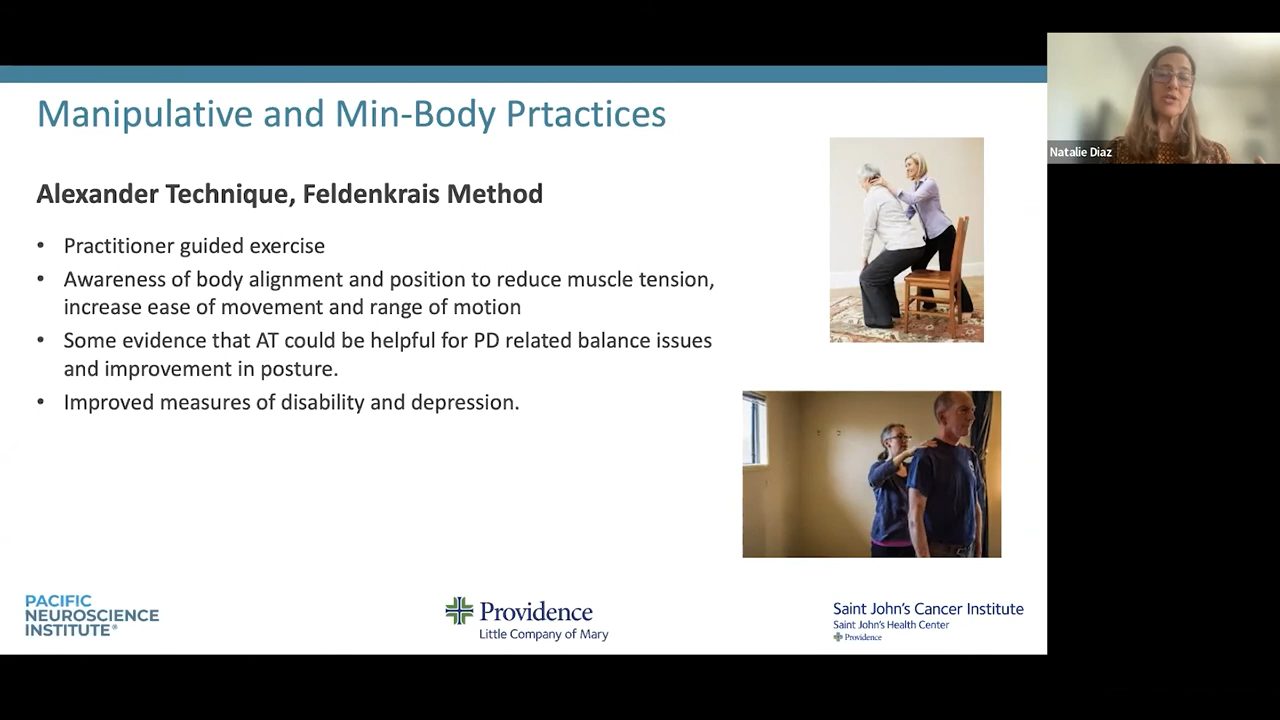 Manipulative and Min-Body Prtactices
Alexander Technique, Feldenkrais Method
• Practitioner guided exercise
• Awareness of body alignment and position to reduce muscle tension,
increase ease of movement and range of motion
• Some evidence that AT could be helpful for PD related balance issues
and improvement in posture.
• Improved measures of disability and depression.
Natalie Diaz
PACIFIC
NEUROSCIENCE
INSTITUTE®
Providence
Little Company of Mary
Saint John's Cancer Institute
Saint John's Health Center
Providence